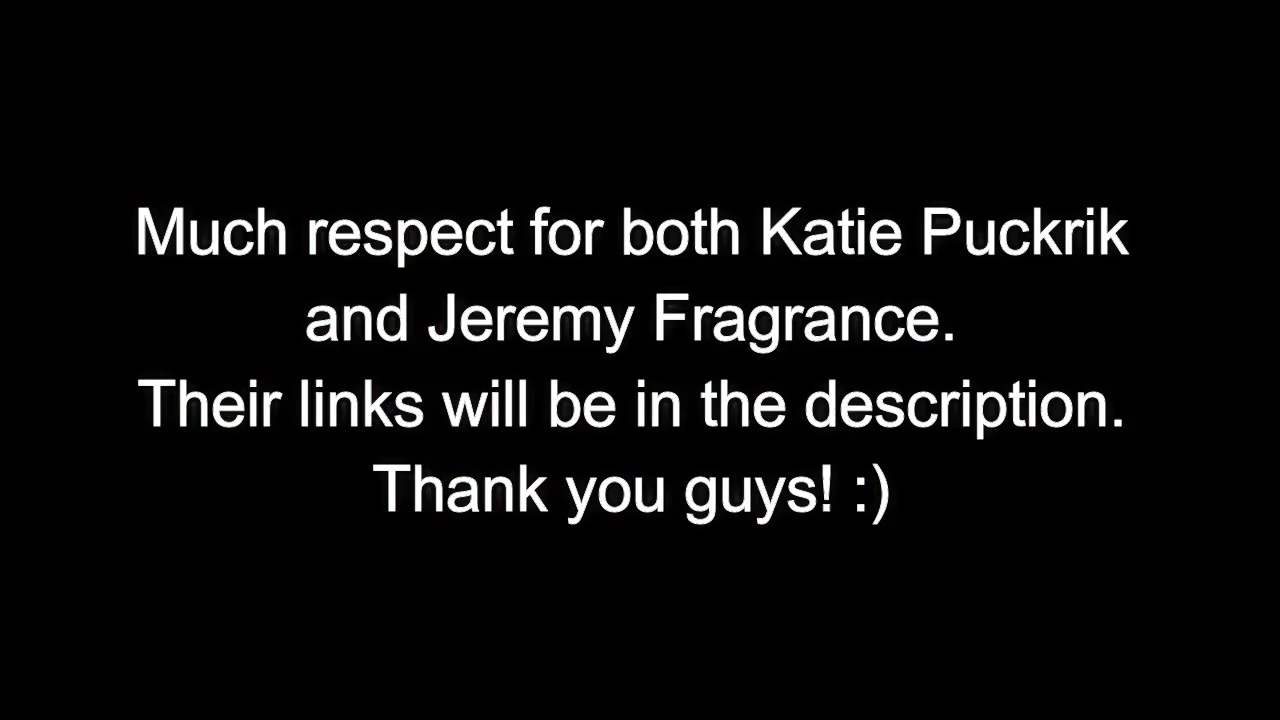 Much respect for both Katie Puckrik
and Jeremy Fragrance.
Their links will be in the description.
Thank you guys! :)